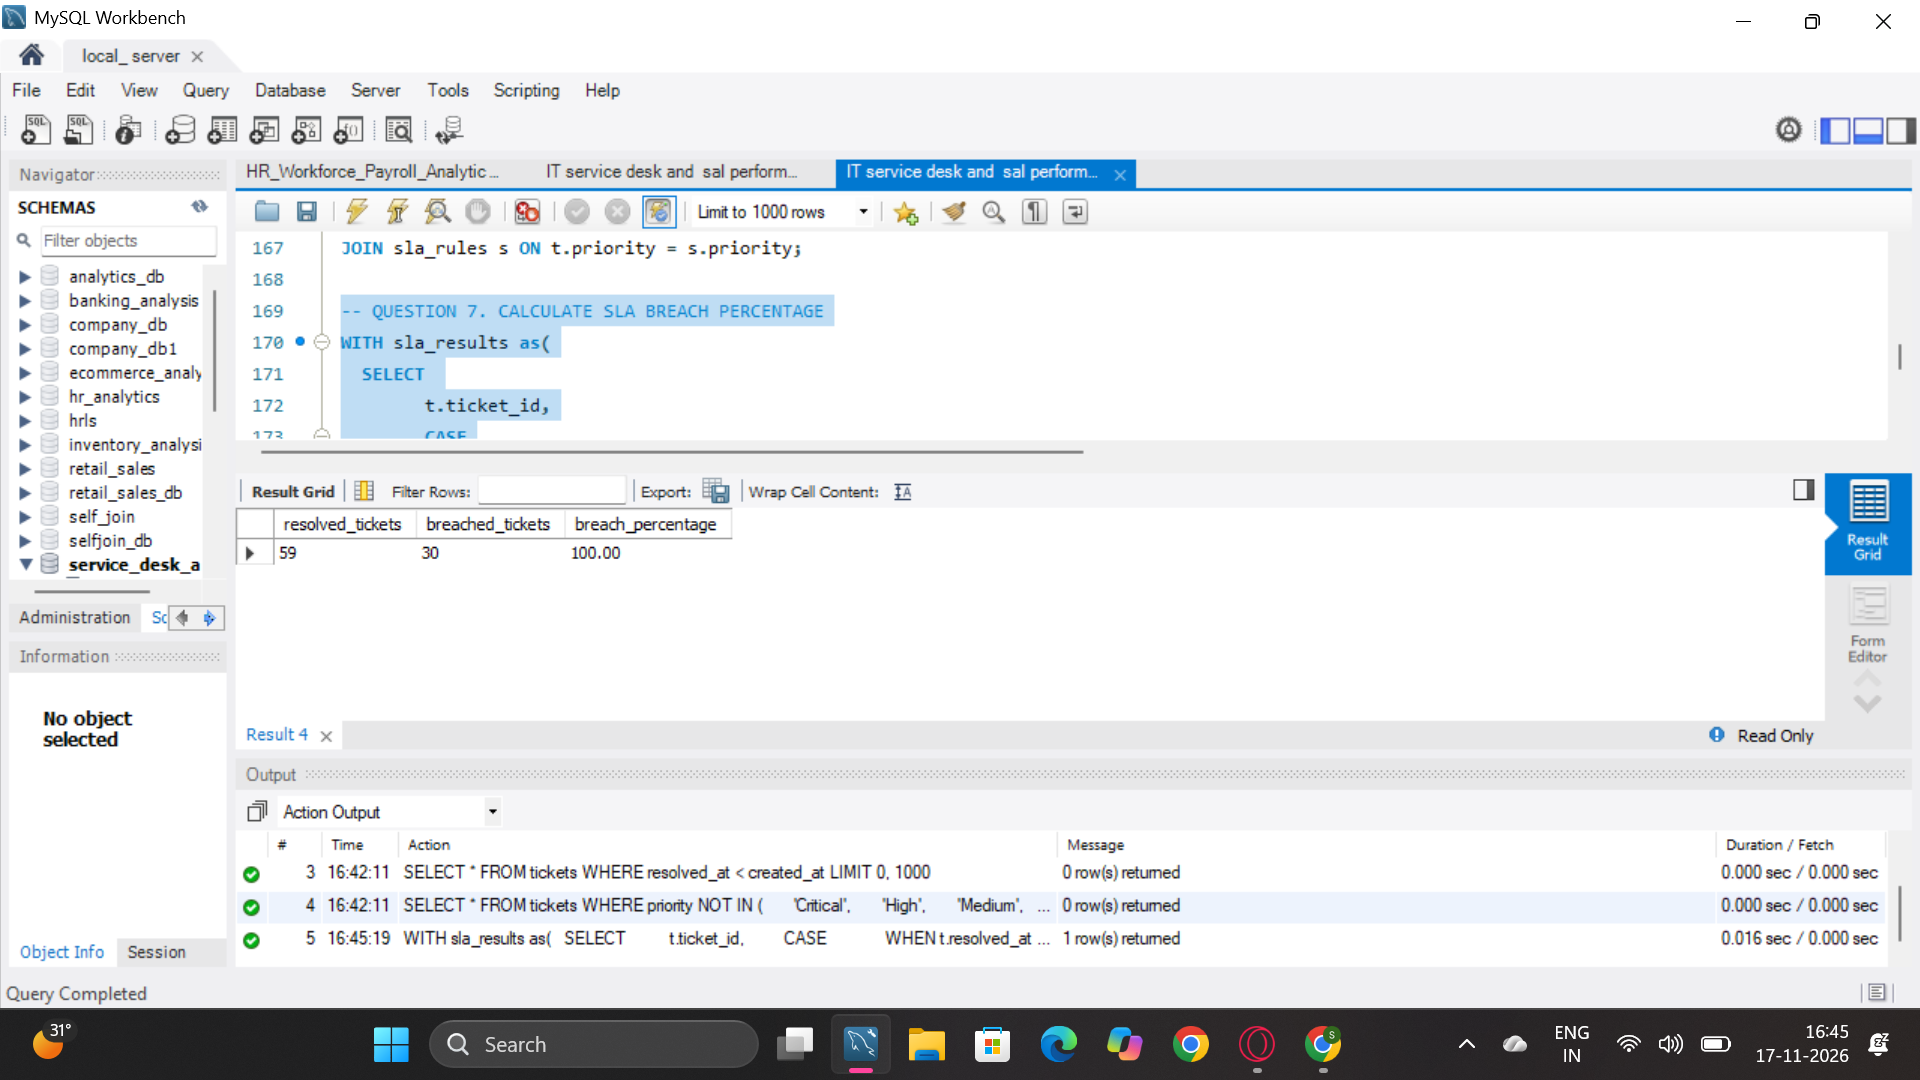 MySQL Workbench
local_ server
File Edit View Query Database Server Tools Scripting Help
Navigator
SCHEMAS
Filter objects
analytics_db
banking_analysis
company_db
company_db1
ecommerce_analy
hr_analytics
hrls
inventory_analysi
retail_sales
retail_sales_db
self_join
selfjoin_db
service_desk_a
Administration Sc
Information
No object
selected
Object Info Session
HR_Workforce_Payroll_Analytic ... IT service desk and sal perform... IT service desk and sal perform...
Limit to 1000 rows
167 JOIN sla_rules s ON t.priority = s.priority;
168
169 -- QUESTION 7. CALCULATE SLA BREACH PERCENTAGE
170 WITH sla_results as(
171 SELECT
172 t.ticket_id,
173 CASE
Result Grid Filter Rows: Export: Wrap Cell Content:
resolved_tickets breached_tickets breach_percentage
59 30 100.00
Result
Grid
Form
Editor
Result 4
Read Only
Output
Action Output
# Time Action Message Duration / Fetch
3 16:42:11 SELECT * FROM tickets WHERE resolved_at < created_at LIMIT 0, 1000 0 row(s) returned 0.000 sec / 0.000 sec
4 16:42:11 SELECT * FROM tickets WHERE priority NOT IN ( 'Critical', 'High', 'Medium', ... 0 row(s) returned 0.000 sec / 0.000 sec
5 16:45:19 WITH sla_results as( SELECT t.ticket_id, CASE WHEN t.resolved_at ... 1 row(s) returned 0.016 sec / 0.000 sec
Query Completed
31°
Search
ENG
IN
16:45
17-11-2026